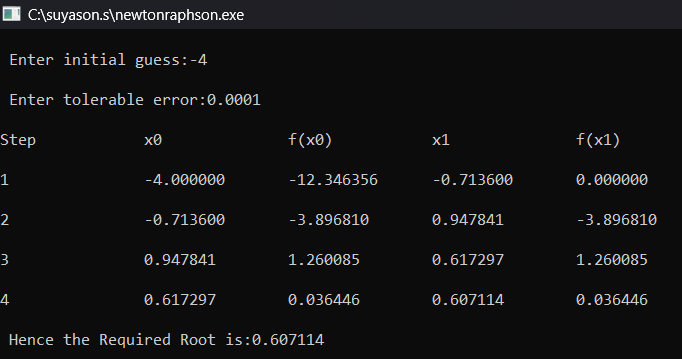 C:\suyason.s\newtonraphson.exe
Enter initial guess:-4
Enter tolerable error:0.0001
Step x0 f(x0) x1 f(x1)
1 -4.000000 -12.346356 -0.713600 0.000000
2 -0.713600 -3.896810 0.947841 -3.896810
3 0.947841 1.260085 0.617297 1.260085
4 0.617297 0.036446 0.607114 0.036446
Hence the Required Root is:0.607114